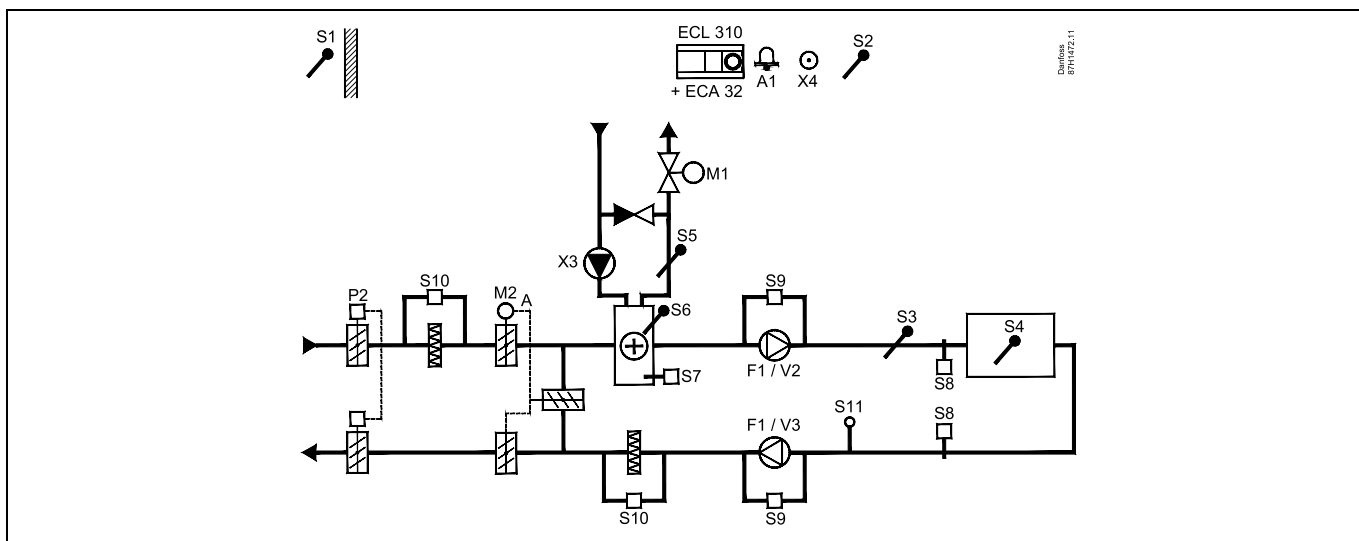 S1
ECL 310
+ ECA 32
A1
X4
S2
Danfoss
87H1472.11
M1
S5
X3
P2
S10
M2
A
S6
S9
S3
S4
F1 / V2
S7
S8
S11
S8
F1 / V3
S10
S9